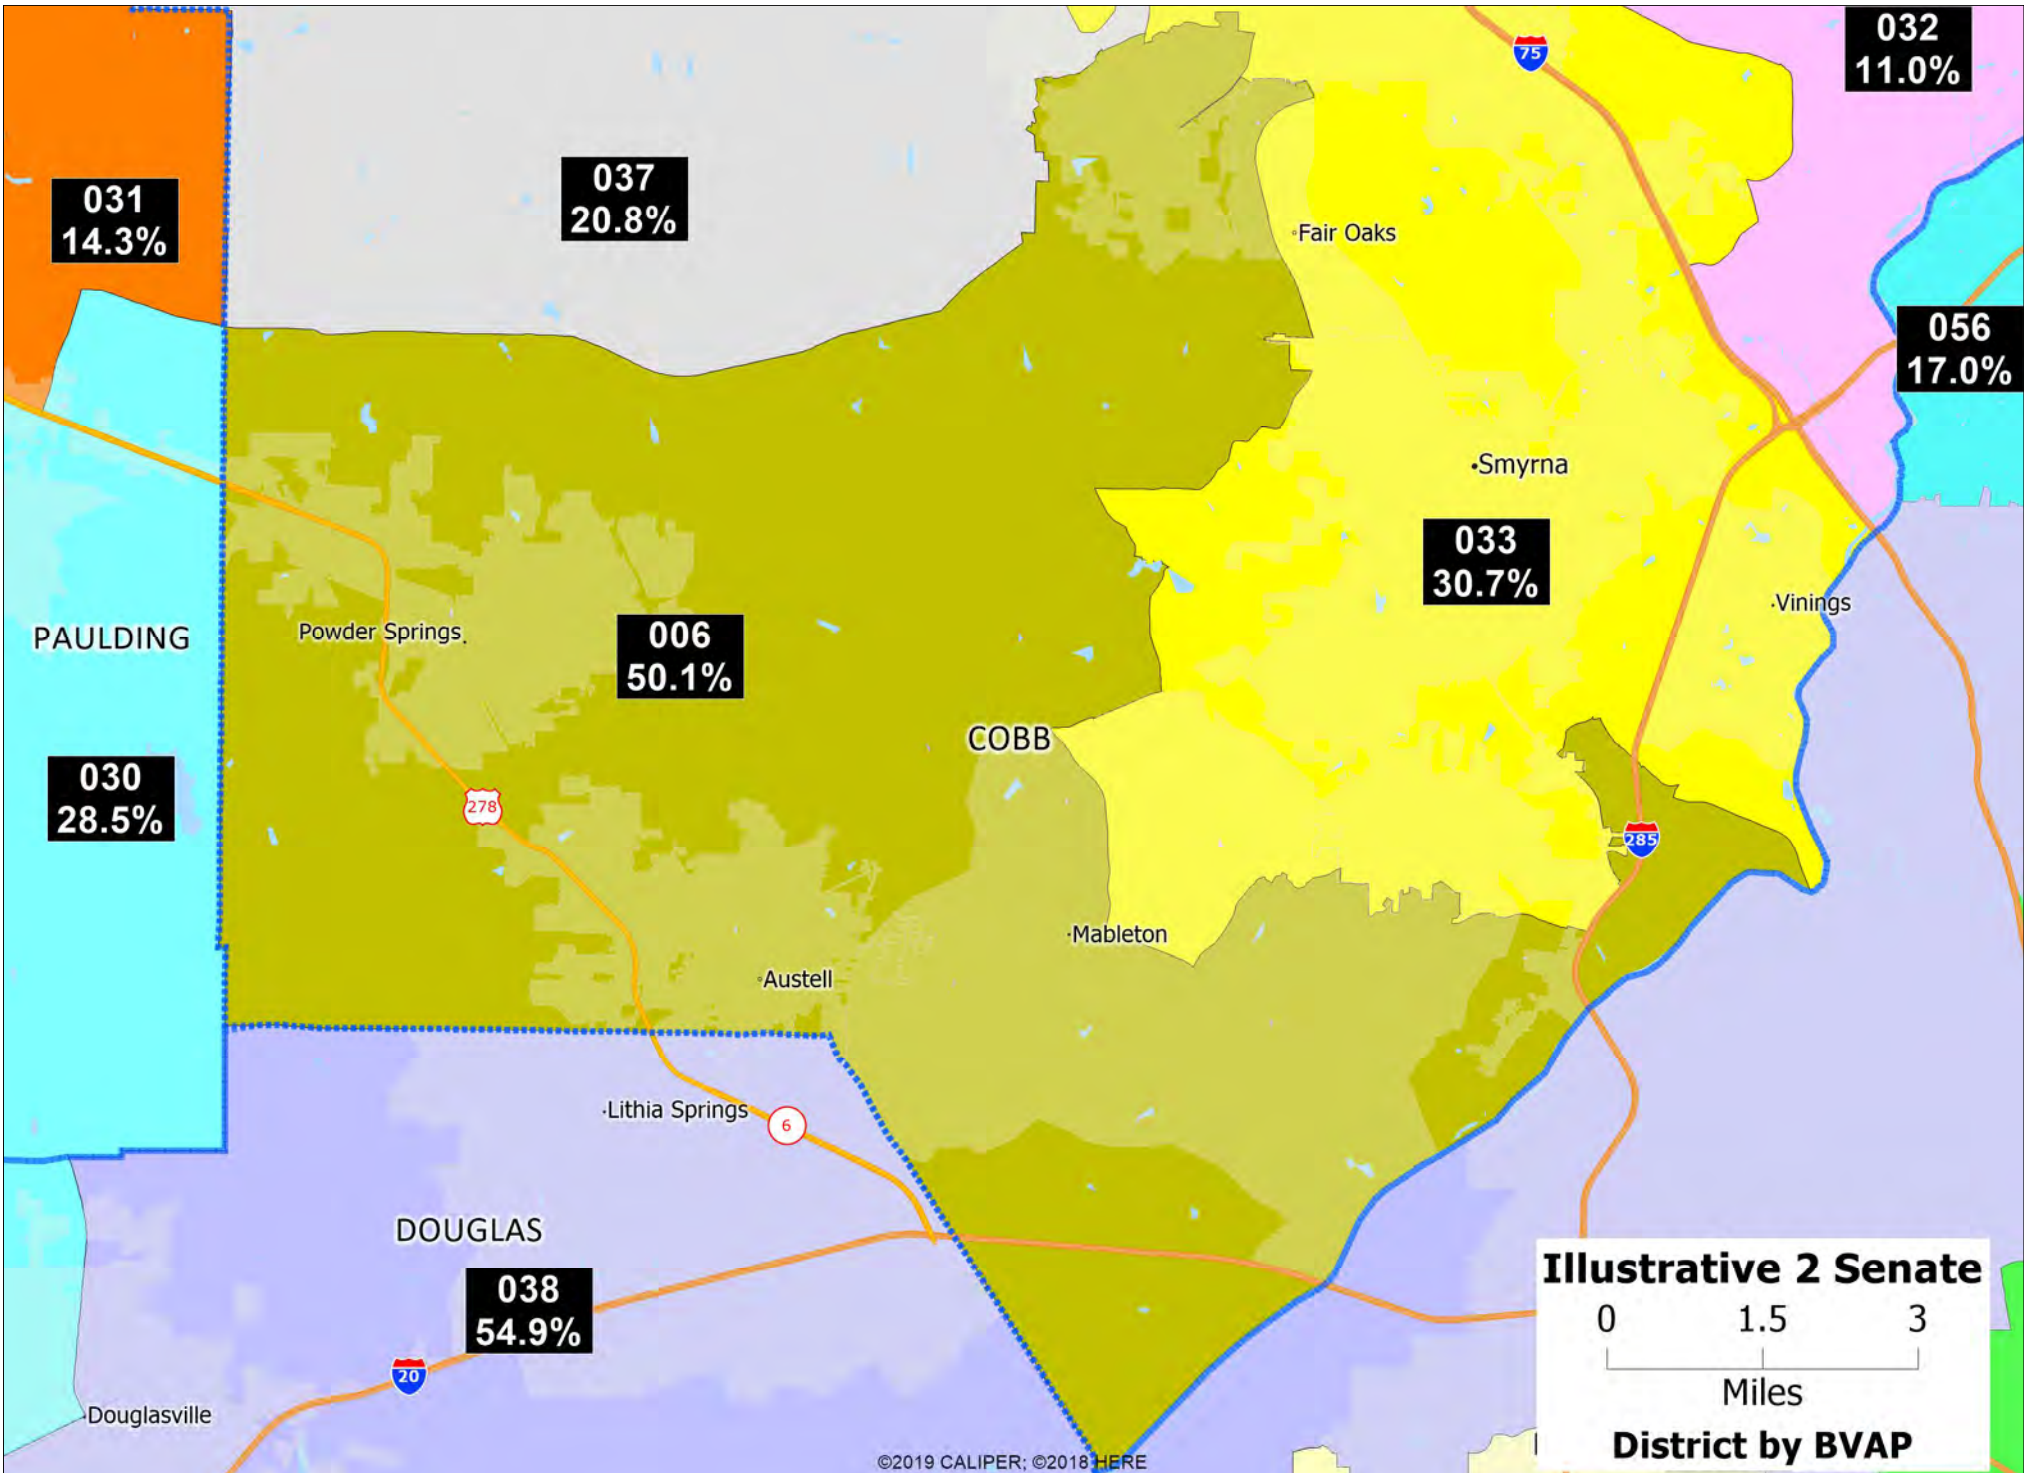 032
11.0%
75
031
14.3%
037
20.8%
Fair Oaks
056
17.0%
Smyrna
033
30.7%
Vinings
PAULDING
Powder Springs
006
50.1%
COBB
030
28.5%
278
285
Mableton
Austell
Lithia Springs
6
DOUGLAS
038
54.9%
20
Douglasville
Illustrative 2 Senate
0 1.5 3
Miles
District by BVAP
©2019 CALIPER; ©2018 HERE